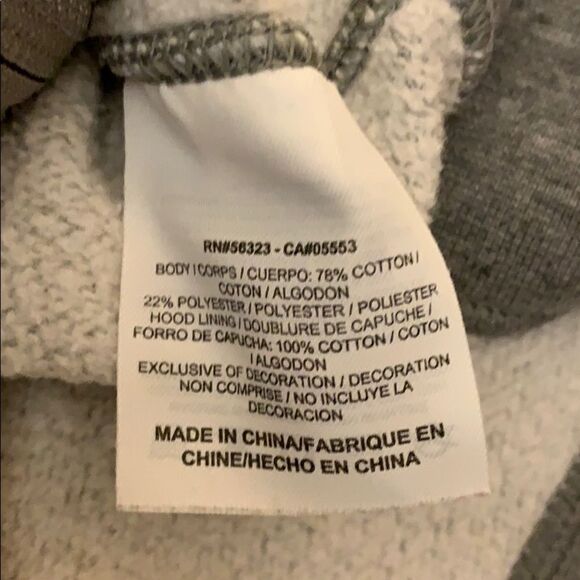 RN#56323 - CA#05553
BODY / CORPS / CUERPO: 78% COTTON /
COTON / ALGODON
22% POLYESTER / POLYESTER / POLIESTER
HOOD LINING / DOUBLURE DE CAPUCHE /
FORRO DE CAPUCHA: 100% COTTON / COTON
/ ALGODON
EXCLUSIVE OF DECORATION / DECORATION
NON COMPRISE / NO INCLUYE LA
DECORACION
MADE IN CHINA/FABRIQUE EN
CHINE/HECHO EN CHINA